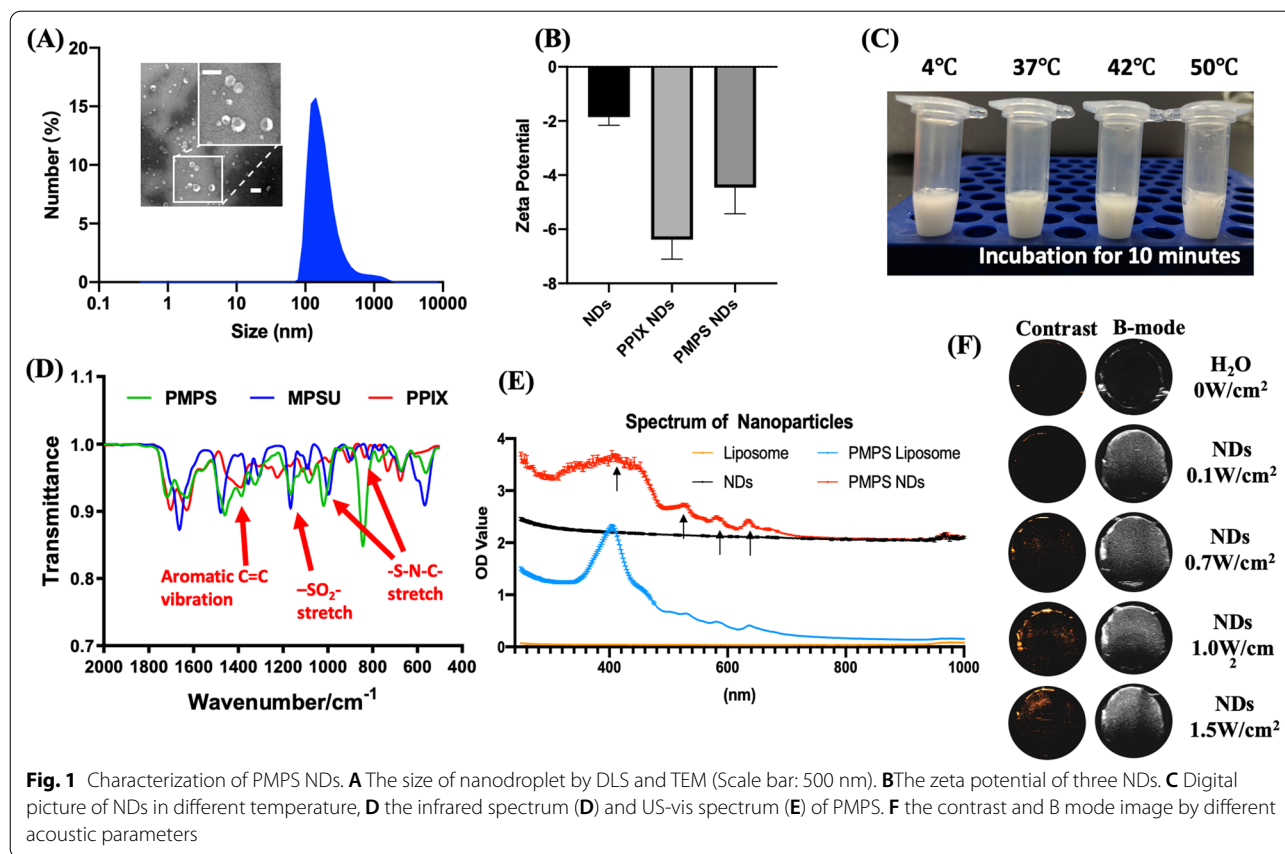 (A)
20
15
10
5
0
Number (%)
0.1 1 10 100 1000 10000
Size (nm)
(B)
0
-2
-4
-6
-8
Zeta Potential
NDs
PPIX NDs
PMPS NDs
(C)
4℃ 37℃ 42℃ 50℃
Incubation for 10 minutes
(D)
1.1
1.0
0.9
0.8
0.7
Transmittance
PMPS MPSU PPIX
Aromatic C=C
vibration
–SO₂-
stretch
-S-N-C-
stretch
2000 1600 1200 1000 800 600 400
Wavenumber/cm⁻¹
(E)
Spectrum of Nanoparticles
Liposome PMPS Liposome
NDs PMPS NDs
4
3
2
1
0
OD Value
400 600 800 1000
(nm)
(F)
Contrast B-mode
H₂O
0W/cm²
NDs
0.1W/cm²
NDs
0.7W/cm²
NDs
1.0W/cm
2
NDs
1.5W/cm²
Fig. 1 Characterization of PMPS NDs. A The size of nanodroplet by DLS and TEM (Scale bar: 500 nm). BThe zeta potential of three NDs. C Digital
picture of NDs in different temperature, D the infrared spectrum (D) and US-vis spectrum (E) of PMPS. F the contrast and B mode image by different
acoustic parameters